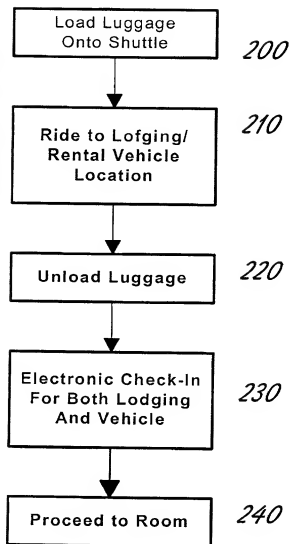 Load Luggage
Onto Shuttle
200
Ride to Lofging/
Rental Vehicle
Location
210
Unload Luggage
220
Electronic Check-In
For Both Lodging
And Vehicle
230
Proceed to Room
240